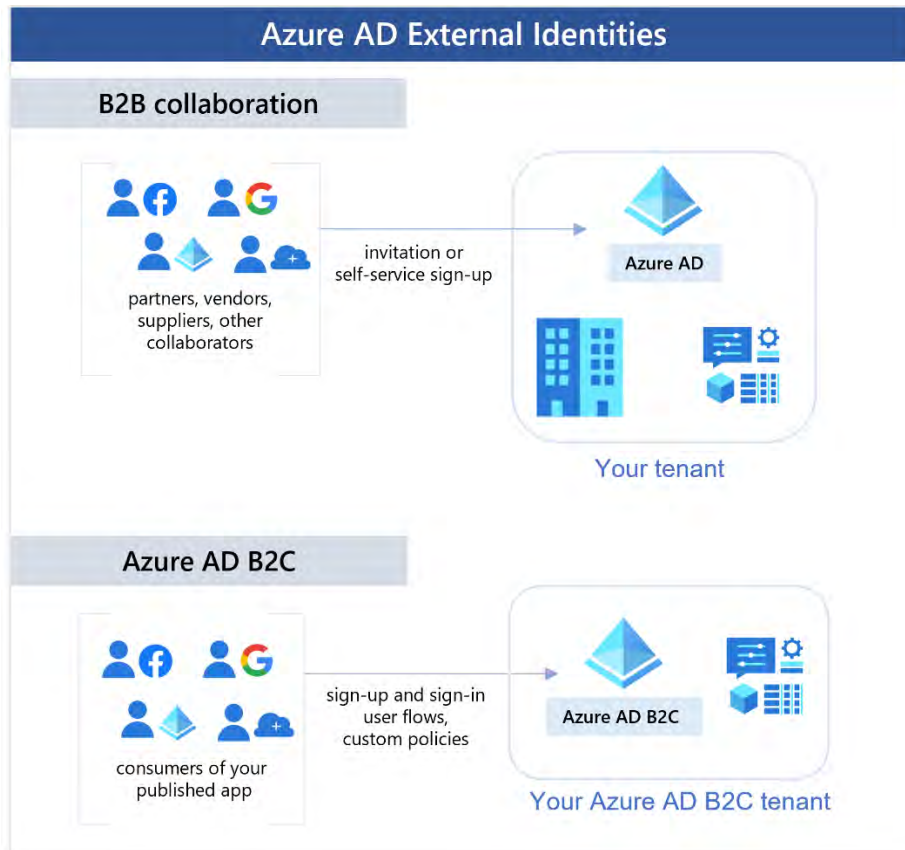 Azure AD External Identities
B2B collaboration
partners, vendors,
suppliers, other
collaborators
invitation or
self-service sign-up
Azure AD
Your tenant
Azure AD B2C
consumers of your
published app
sign-up and sign-in
user flows,
custom policies
Azure AD B2C
Your Azure AD B2C tenant